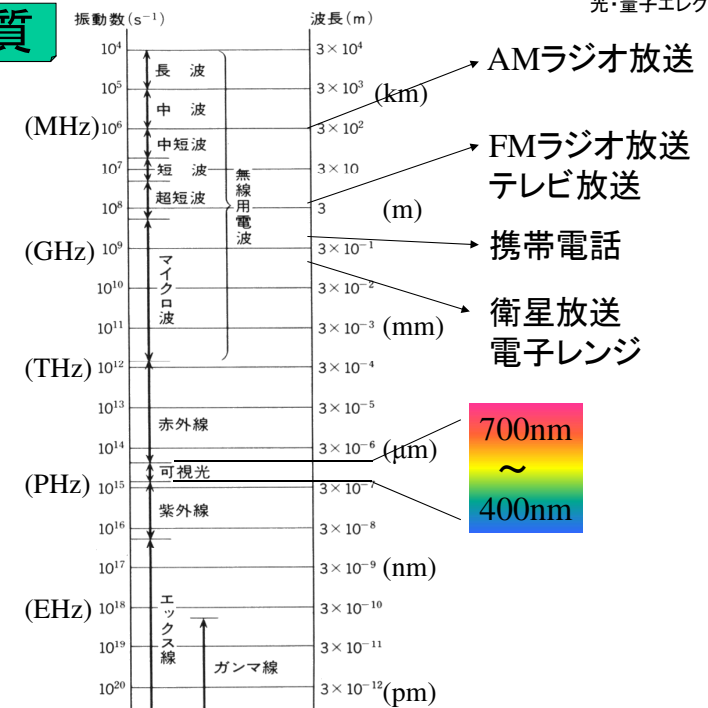 質
光・量子エレク
振動数(s⁻¹)
波長(m)
10⁴
3×10⁴
長波
AMラジオ放送
10⁵
3×10³
(km)
中波
(MHz)
10⁶
3×10²
中短波
FMラジオ放送
テレビ放送
10⁷
3×10
短波
無線用電波
超短波
10⁸
3
(m)
携帯電話
(GHz)
10⁹
3×10⁻¹
マイクロ波
10¹⁰
3×10⁻²
衛星放送
電子レンジ
10¹¹
3×10⁻³
(mm)
(THz)
10¹²
3×10⁻⁴
10¹³
3×10⁻⁵
赤外線
10¹⁴
3×10⁻⁶
(μm)
700nm
~
400nm
可視光
(PHz)
10¹⁵
3×10⁻⁷
紫外線
10¹⁶
3×10⁻⁸
10¹⁷
3×10⁻⁹
(nm)
(EHz)
10¹⁸
3×10⁻¹⁰
エックス線
10¹⁹
3×10⁻¹¹
ガンマ線
10²⁰
3×10⁻¹²
(pm)